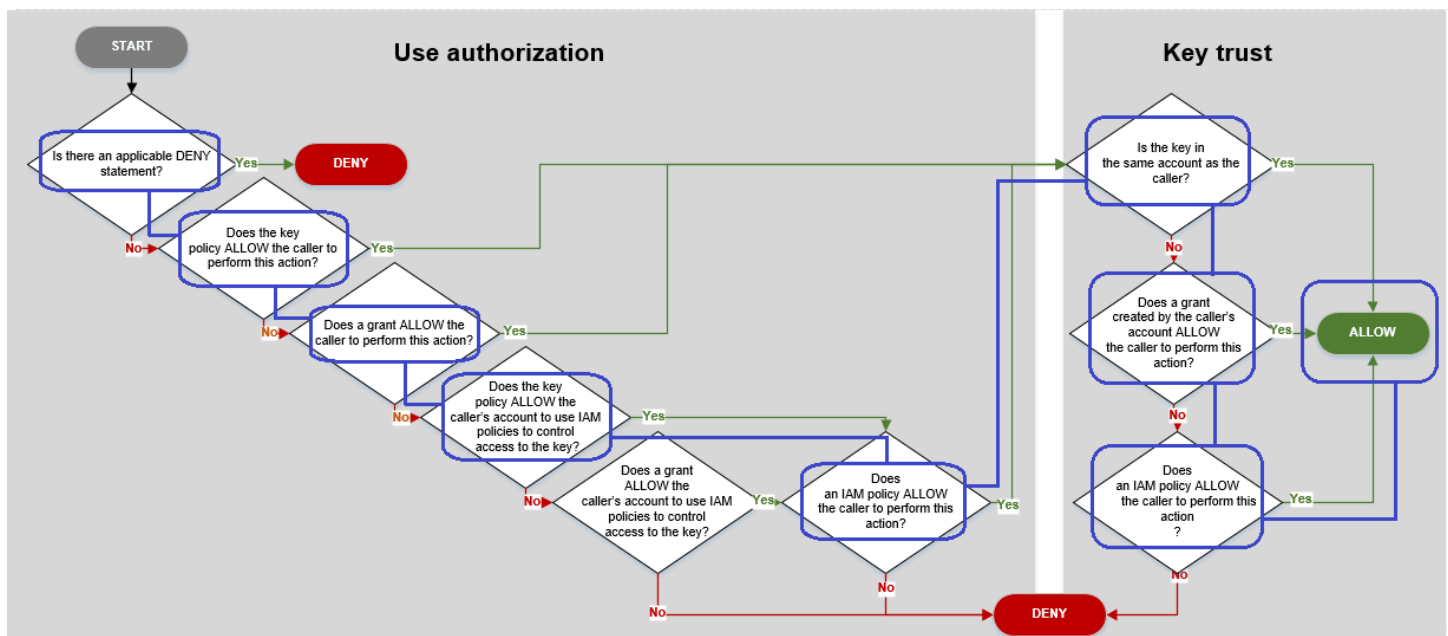 Use authorization
Key trust
START
Is there an applicable DENY
statement?
Yes
DENY
No
Does the key
policy ALLOW the caller to
perform this action?
Yes
No
Does a grant ALLOW the
caller to perform this action?
Yes
No
Does the key
policy ALLOW the
caller's account to use IAM
policies to control
access to the key?
Yes
No
Does a grant
ALLOW the
caller's account to use IAM
policies to control
access to the key?
Yes
No
Does
an IAM policy ALLOW
the caller to perform this
action?
Yes
No
DENY
Is the key in
the same account as the
caller?
Yes
No
Does a grant
created by the caller's
account ALLOW
the caller to perform this
action?
Yes
ALLOW
No
Does
an IAM policy ALLOW
the caller to perform this
action
?
Yes
No